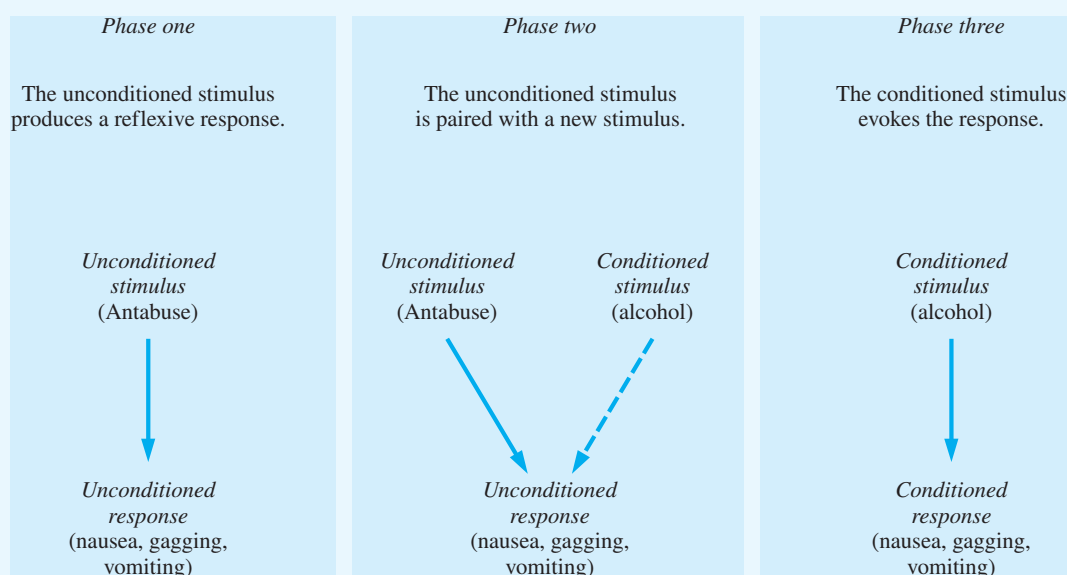 Phase one
The unconditioned stimulus
produces a reflexive response.
Unconditioned
stimulus
(Antabuse)
Unconditioned
response
(nausea, gagging,
vomiting)
Phase two
The unconditioned stimulus
is paired with a new stimulus.
Unconditioned
stimulus
(Antabuse)
Conditioned
stimulus
(alcohol)
Unconditioned
response
(nausea, gagging,
vomiting)
Phase three
The conditioned stimulus
evokes the response.
Conditioned
stimulus
(alcohol)
Conditioned
response
(nausea, gagging,
vomiting)